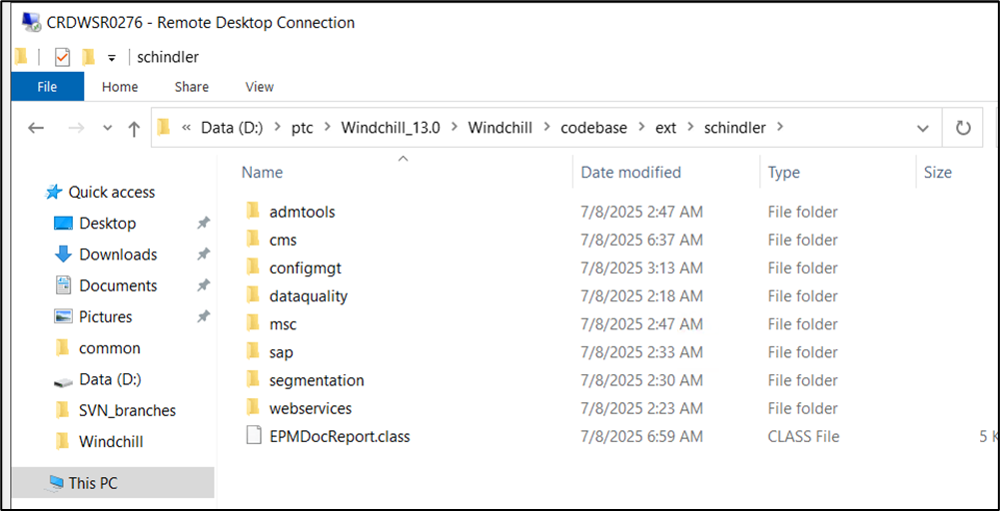 CRDWSR0276 - Remote Desktop Connection
schindler
File Home Share View
« Data (D:) > ptc > Windchill_13.0 > Windchill > codebase > ext > schindler >
Name Date modified Type Size
Quick access
Desktop
Downloads
Documents
Pictures
common
Data (D:)
SVN_branches
Windchill
This PC
admtools 7/8/2025 2:47 AM File folder
cms 7/8/2025 6:37 AM File folder
configmgt 7/8/2025 3:13 AM File folder
dataquality 7/8/2025 2:18 AM File folder
msc 7/8/2025 2:47 AM File folder
sap 7/8/2025 2:33 AM File folder
segmentation 7/8/2025 2:30 AM File folder
webservices 7/8/2025 2:23 AM File folder
EPMDocReport.class 7/8/2025 6:59 AM CLASS File 5 K